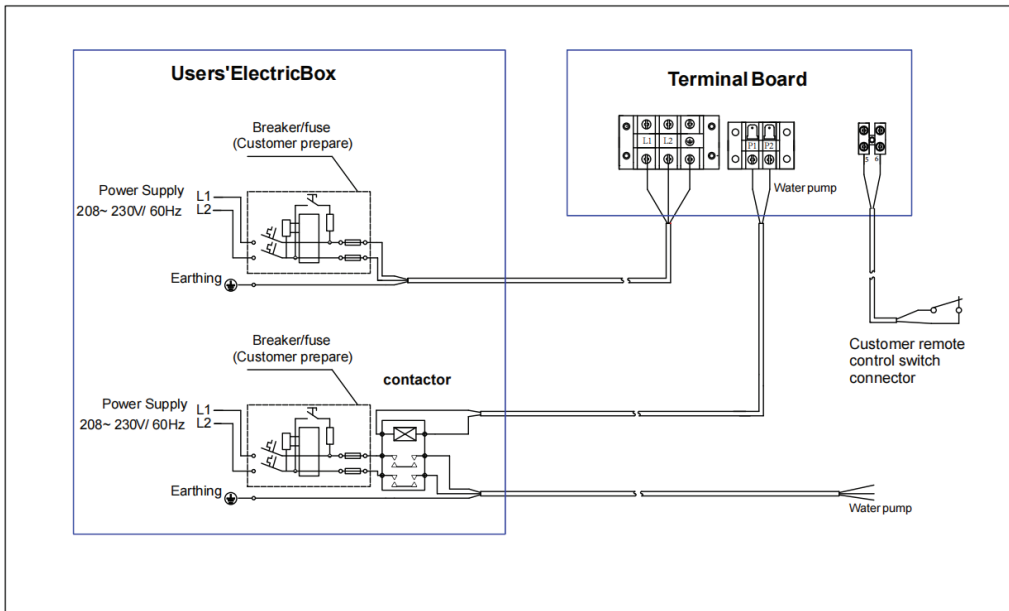 Users'ElectricBox
Terminal Board
Breaker/fuse
(Customer prepare)
L1 L2
P1 P2
5 6
Power Supply L1
208~ 230V/ 60Hz L2
Water pump
Earthing
Breaker/fuse
(Customer prepare)
contactor
Customer remote
control switch
connector
Power Supply L1
208~ 230V/ 60Hz L2
Earthing
Water pump